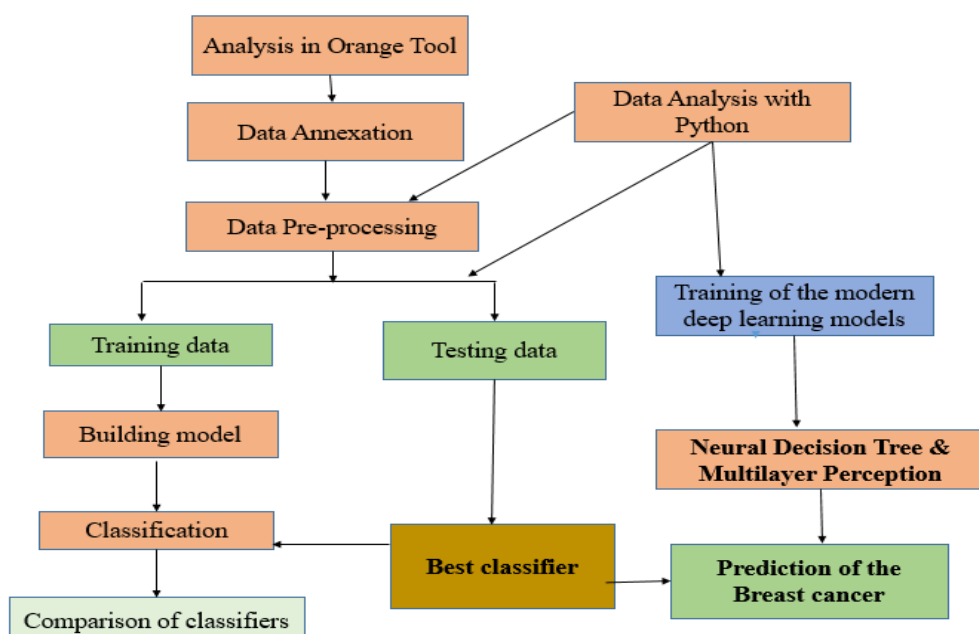 Analysis in Orange Tool
Data Annexation
Data Analysis with
Python
Data Pre-processing
Training of the modern
deep learning models
Training data
Testing data
Building model
Neural Decision Tree &
Multilayer Perception
Classification
Best classifier
Prediction of the
Breast cancer
Comparison of classifiers